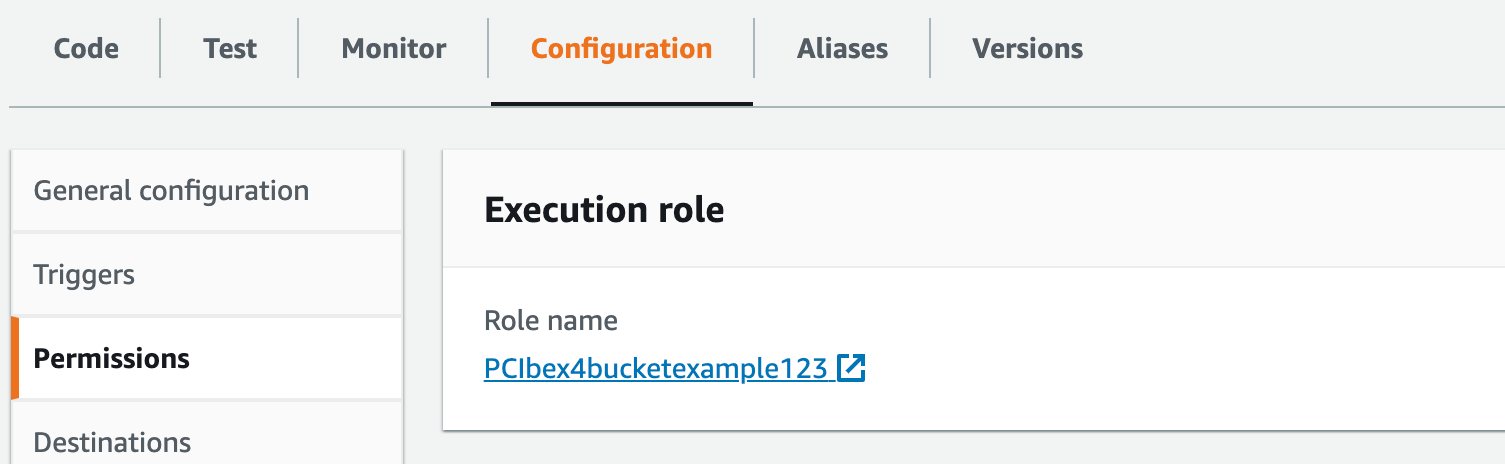 Code Test Monitor Configuration Aliases Versions
General configuration
Triggers
Permissions
Destinations
Execution role
Role name
PCIbex4bucketexample123